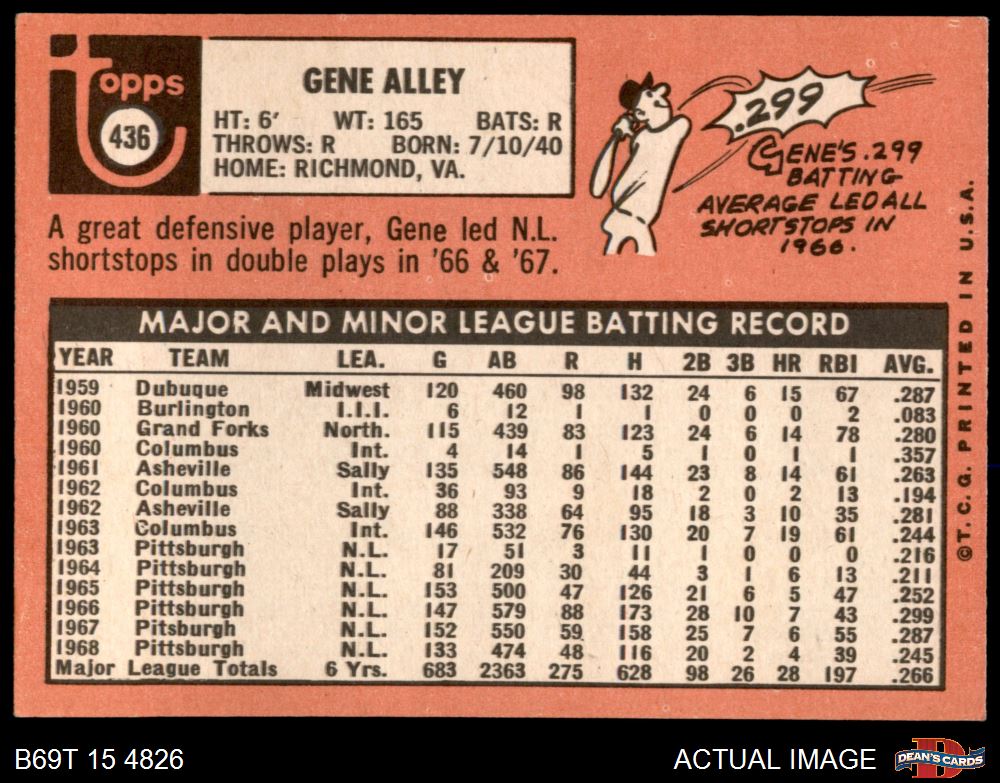 topps
436
GENE ALLEY
HT: 6' WT: 165 BATS: R
THROWS: R BORN: 7/10/40
HOME: RICHMOND, VA.
A great defensive player, Gene led N.L.
shortstops in double plays in '66 & '67.
.299
GENE'S .299
BATTING
AVERAGE LED ALL
SHORTSTOPS IN
1966.
MAJOR AND MINOR LEAGUE BATTING RECORD
YEAR TEAM LEA. G AB R H 2B 3B HR RBI AVG.
1959 Dubuque Midwest 120 460 98 132 24 6 15 67 .287
1960 Burlington I.I.I. 6 12 1 1 0 0 0 2 .083
1960 Grand Forks North. 115 439 83 123 24 6 14 78 .280
1960 Columbus Int. 4 14 1 5 1 0 1 1 .357
1961 Asheville Sally 135 548 86 144 23 8 14 61 .263
1962 Columbus Int. 36 93 9 18 2 0 2 13 .194
1962 Asheville Sally 88 338 64 95 18 3 10 35 .281
1963 Columbus Int. 146 532 76 130 20 7 19 61 .244
1963 Pittsburgh N.L. 17 51 3 11 1 0 0 0 .216
1964 Pittsburgh N.L. 81 209 30 44 3 1 6 13 .211
1965 Pittsburgh N.L. 153 500 47 126 21 6 5 47 .252
1966 Pittsburgh N.L. 147 579 88 173 28 10 7 43 .299
1967 Pitsburgh N.L. 152 550 59 158 25 7 6 55 .287
1968 Pittsburgh N.L. 133 474 48 116 20 2 4 39 .245
Major League Totals 6 Yrs. 683 2363 275 628 98 26 28 197 .266
©T. C. G. PRINTED IN U.S.A.
B69T 15 4826
ACTUAL IMAGE
D
DEAN'S CARDS